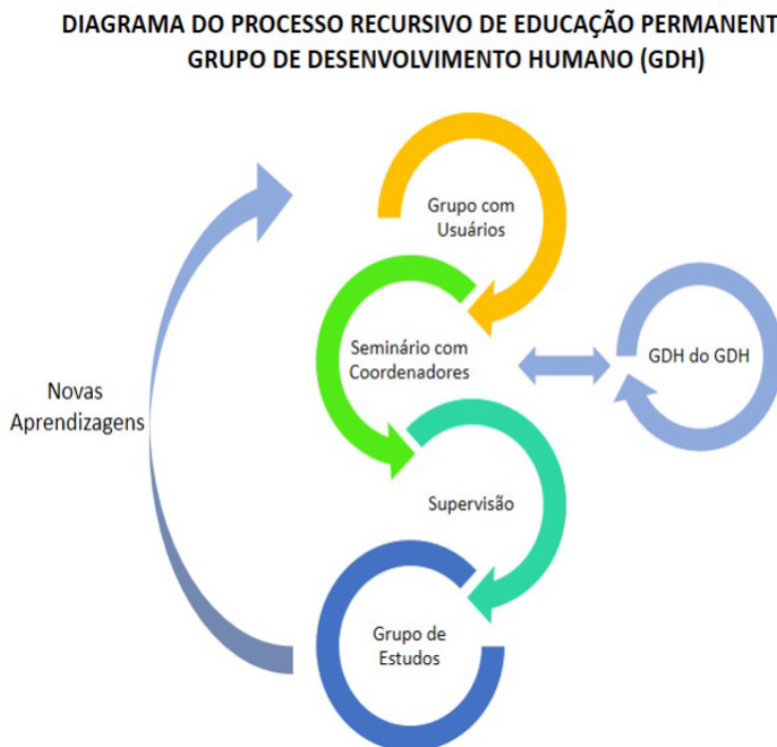 DIAGRAMA DO PROCESSO RECURSIVO DE EDUCAÇÃO PERMANENT
GRUPO DE DESENVOLVIMENTO HUMANO (GDH)
Grupo com
Usuários
Seminário com
Coordenadores
GDH do GDH
Novas
Aprendizagens
Supervisão
Grupo de
Estudos